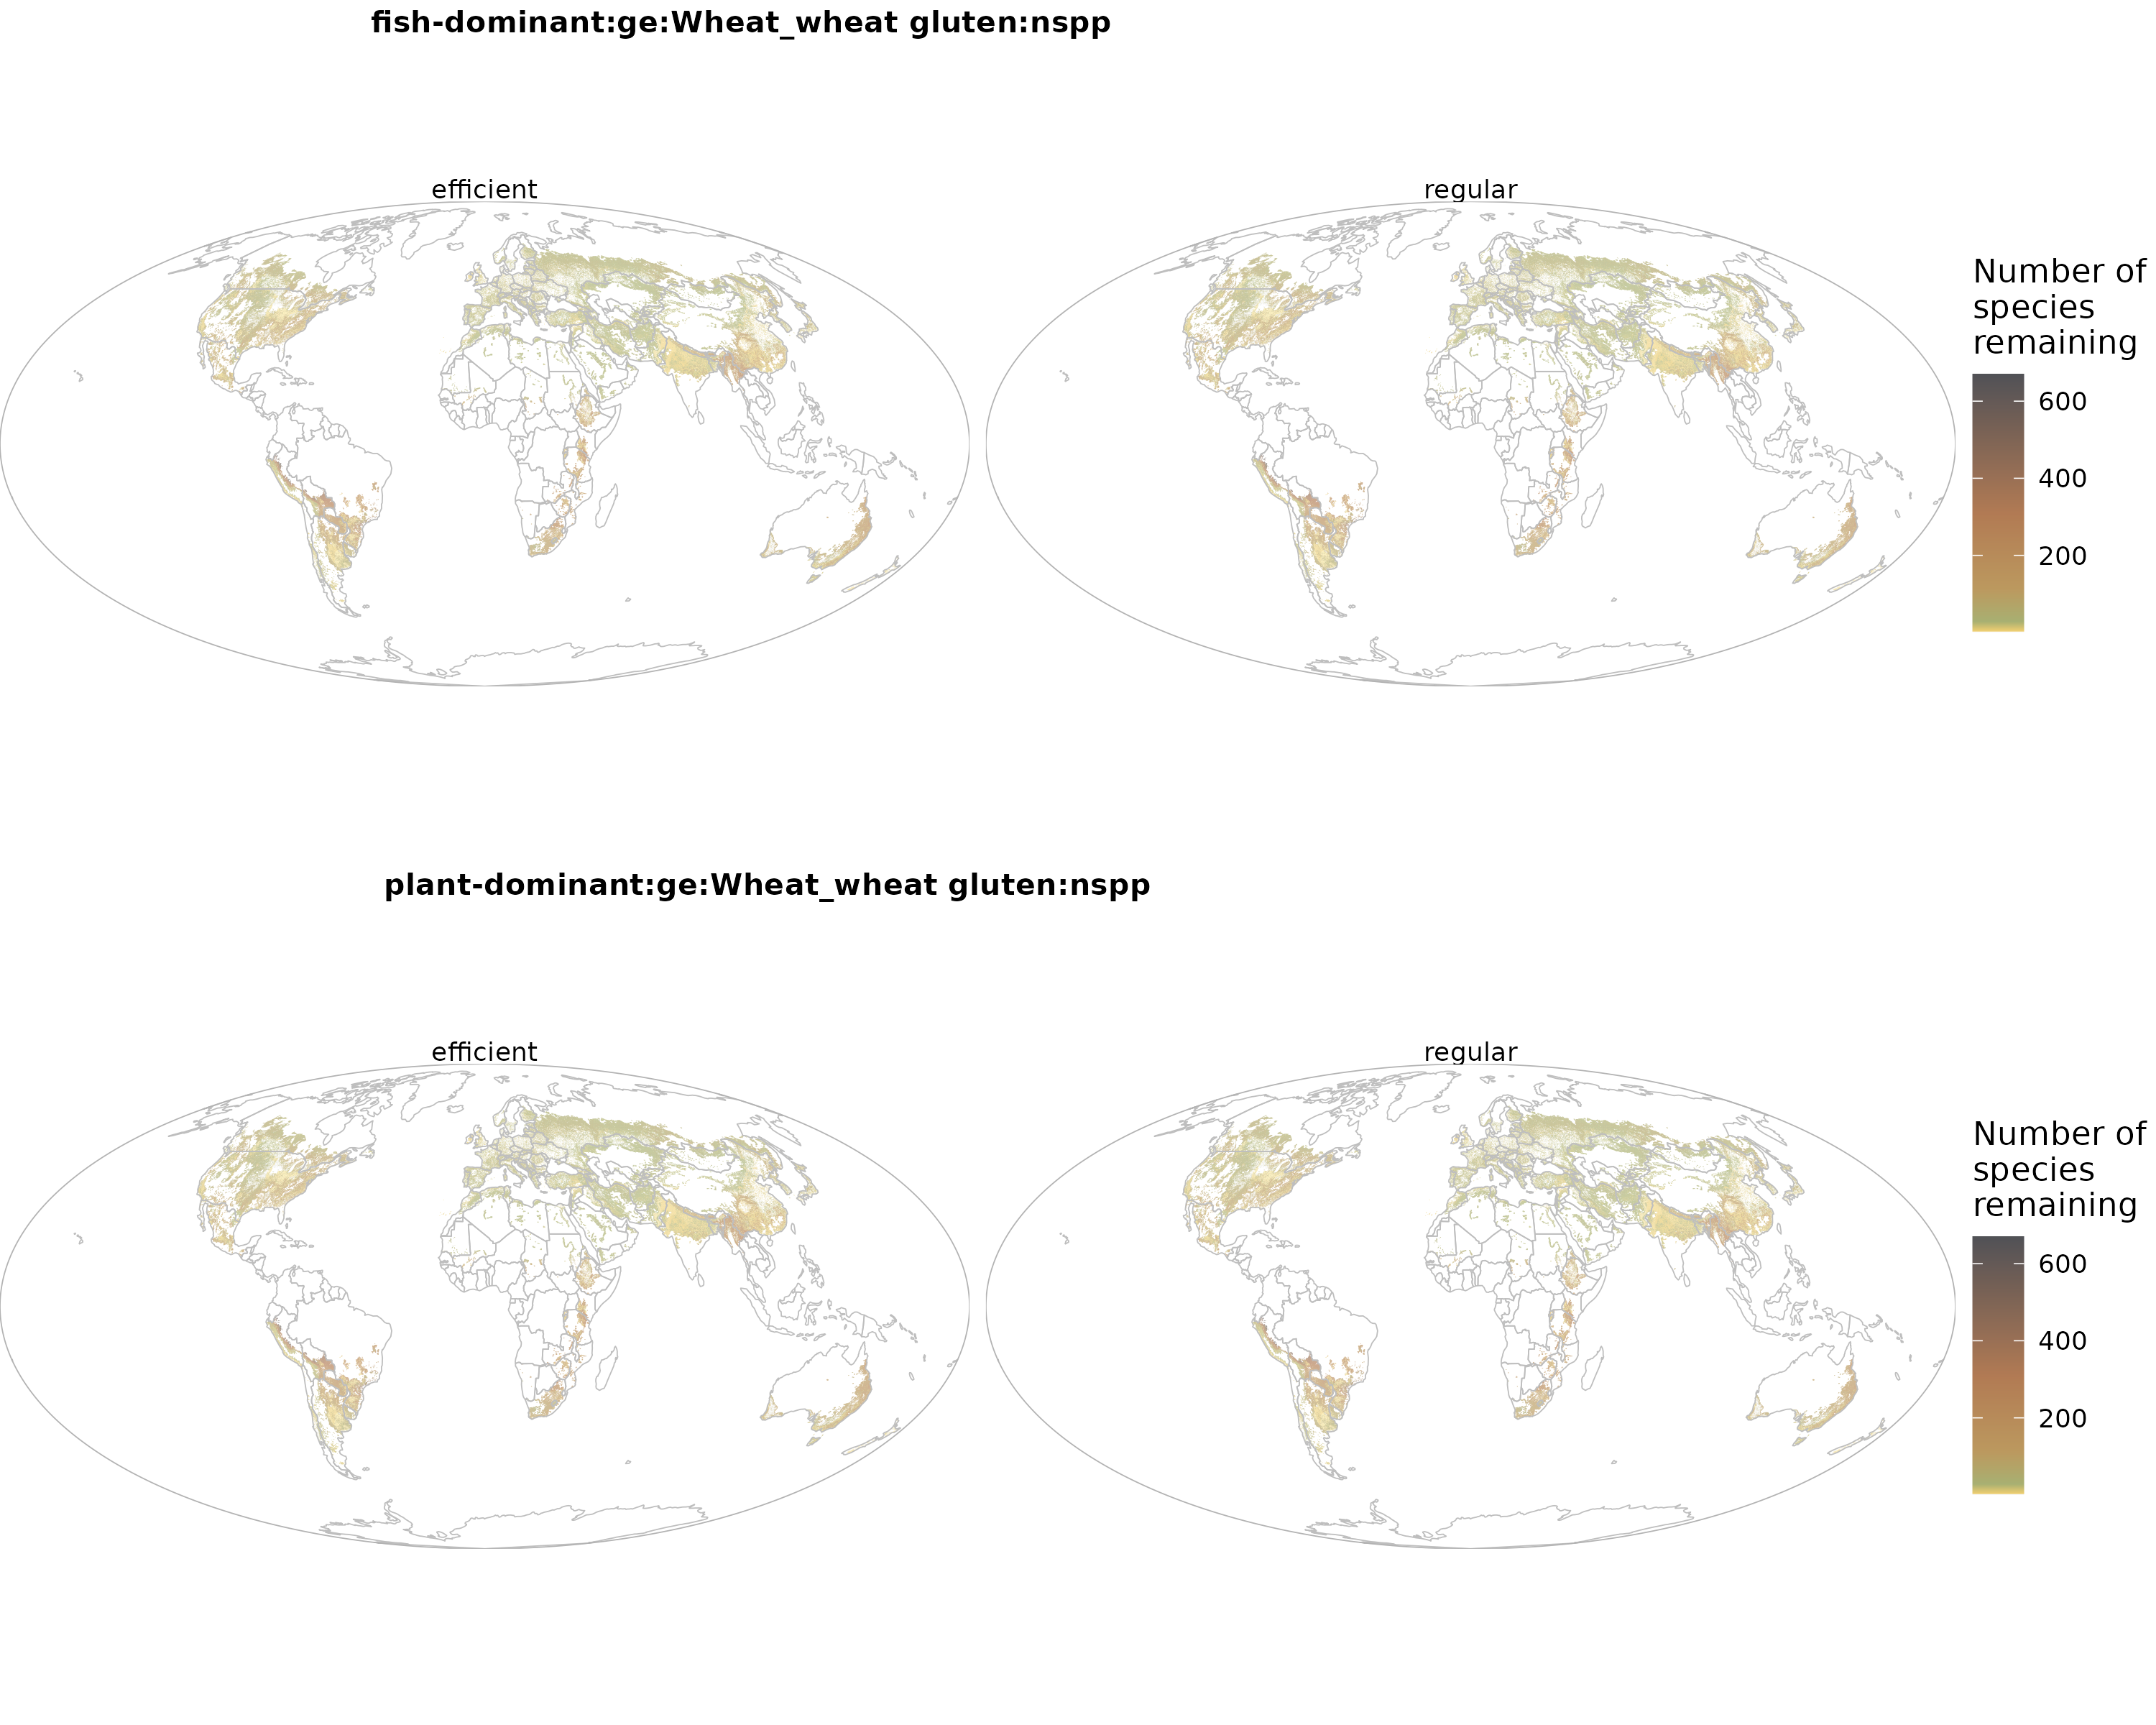 fish-dominant:ge:Wheat_wheat gluten:nspp
efficient
regular
Number of
species
remaining
600
400
200
plant-dominant:ge:Wheat_wheat gluten:nspp
efficient
regular
Number of
species
remaining
600
400
200